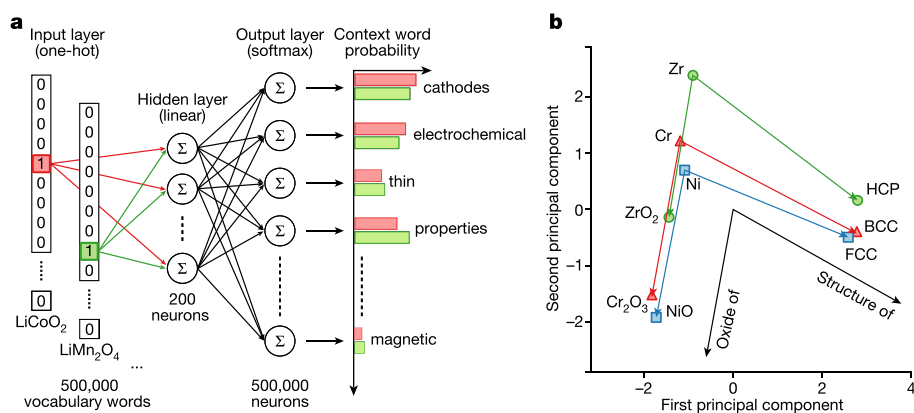 a
Input layer
(one-hot)
Output layer
(softmax)
Context word
probability
Hidden layer
(linear)
0
0
0
0
1
0
0
0
0
0
LiCoO2
0
0
0
0
0
0
0
1
0
0
LiMn2O4
...
500,000
vocabulary words
Σ
Σ
Σ
200
neurons
Σ
Σ
Σ
Σ
Σ
500,000
neurons
cathodes
electrochemical
thin
properties
magnetic
b
Second principal component
2
1
0
−1
−2
Zr
Cr
Ni
ZrO2
HCP
BCC
FCC
Cr2O3
NiO
Oxide of
Structure of
−2
0
2
4
First principal component